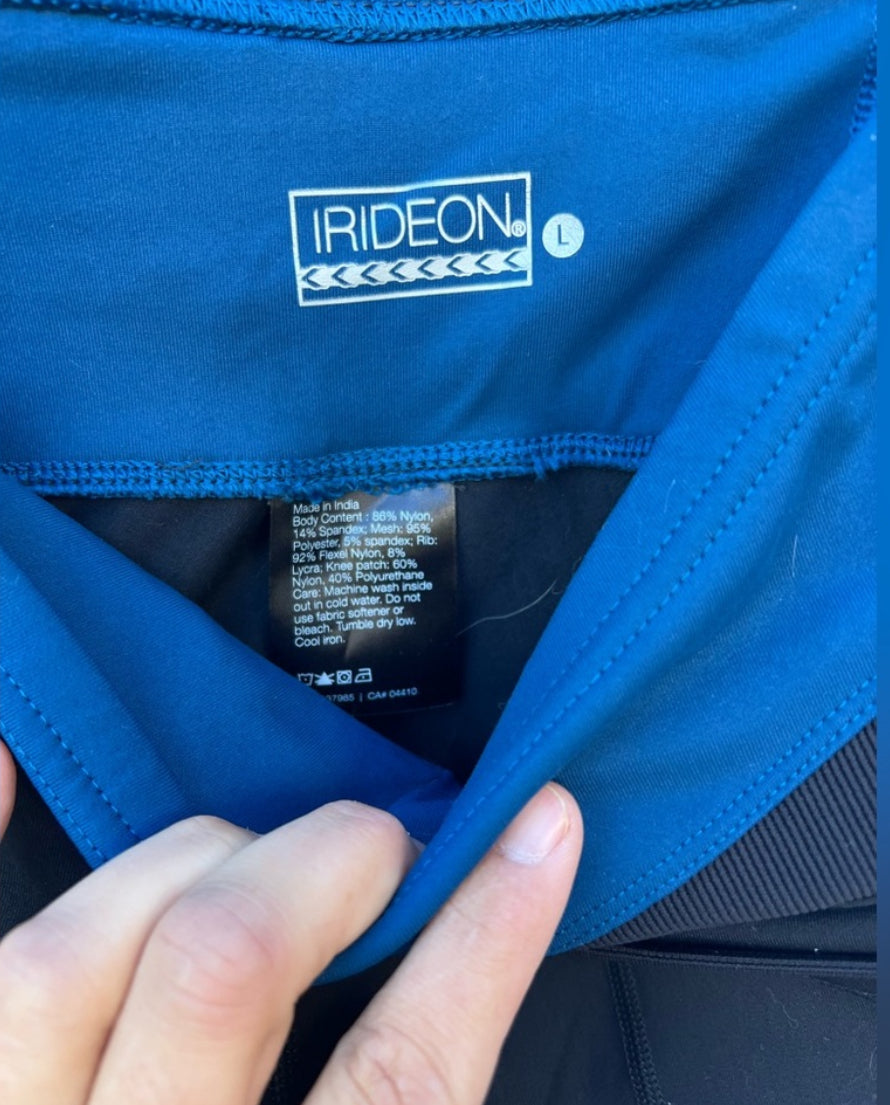 IRIDEON®
L
Made in India
Body Content : 86% Nylon,
14% Spandex; Mesh: 95%
Polyester, 5% spandex; Rib:
92% Flexel Nylon, 8%
Lycra; Knee patch: 60%
Nylon, 40% Polyurethane
Care: Machine wash inside
out in cold water. Do not
use fabric softener or
bleach. Tumble dry low.
Cool iron.
| CA# 04410